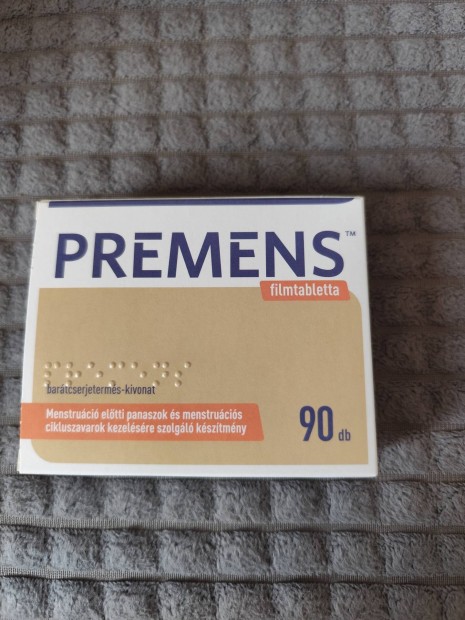 PREMENS™
filmtabletta
barátcserjetermés-kivonat
Menstruáció előtti panaszok és menstruációs
cikluszavarok kezelésére szolgáló készítmény
90 db